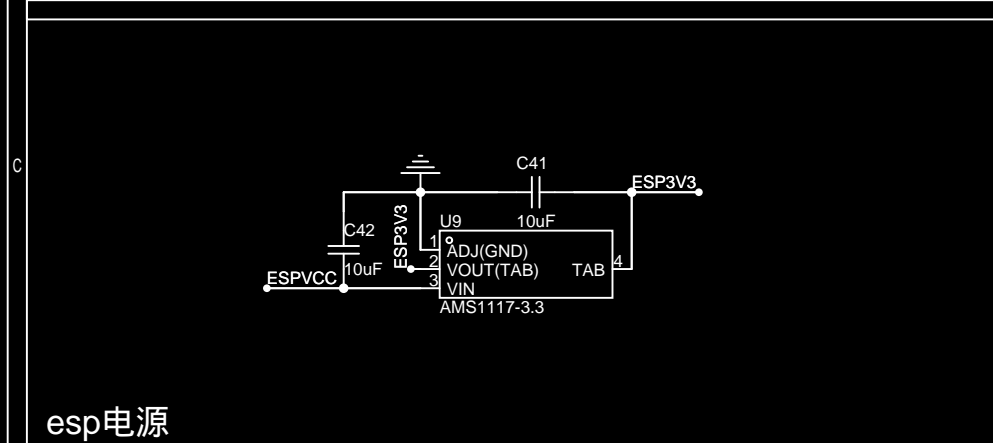 C
C41
ESP3V3
10uF
U9
C42
10uF
ESP3V3
ESPVCC
1
ADJ(GND)
2
VOUT(TAB)
TAB
4
3
VIN
AMS1117-3.3
esp电源